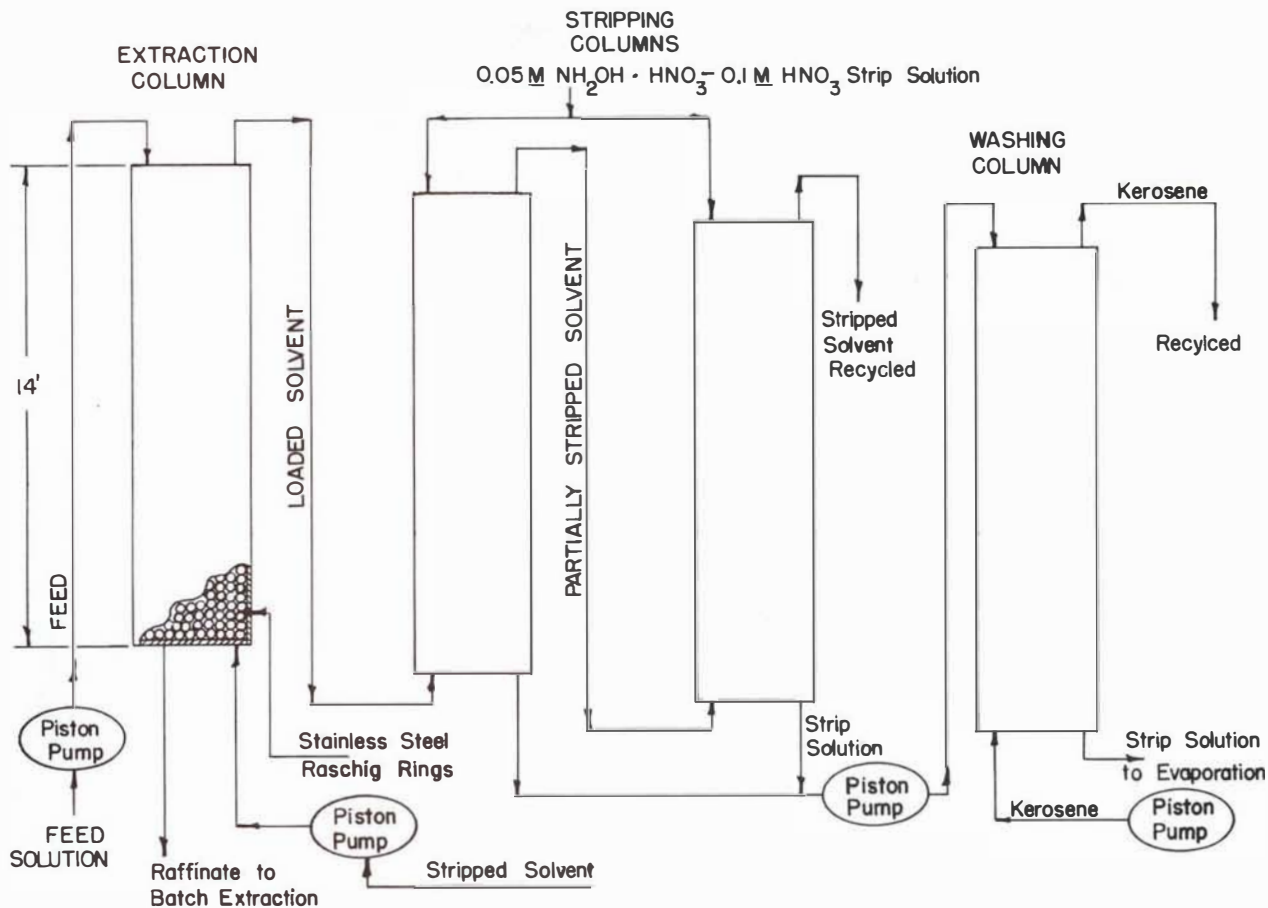 STRIPPING
COLUMNS
0.05 M NH2OH · HNO3 – 0.1 M HNO3 Strip Solution
EXTRACTION
COLUMN
WASHING
COLUMN
Kerosene
Recylced
Stripped
Solvent
Recycled
14'
FEED
LOADED SOLVENT
PARTIALLY STRIPPED SOLVENT
Piston
Pump
FEED
SOLUTION
Stainless Steel
Raschig Rings
Raffinate to
Batch Extraction
Piston
Pump
Stripped Solvent
Strip
Solution
Piston
Pump
Strip Solution
to Evaporation
Kerosene
Piston
Pump